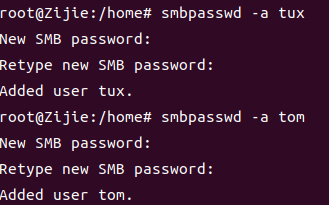 root@Zijie:/home# smbpasswd -a tux
New SMB password:
Retype new SMB password:
Added user tux.
root@Zijie:/home# smbpasswd -a tom
New SMB password:
Retype new SMB password:
Added user tom.